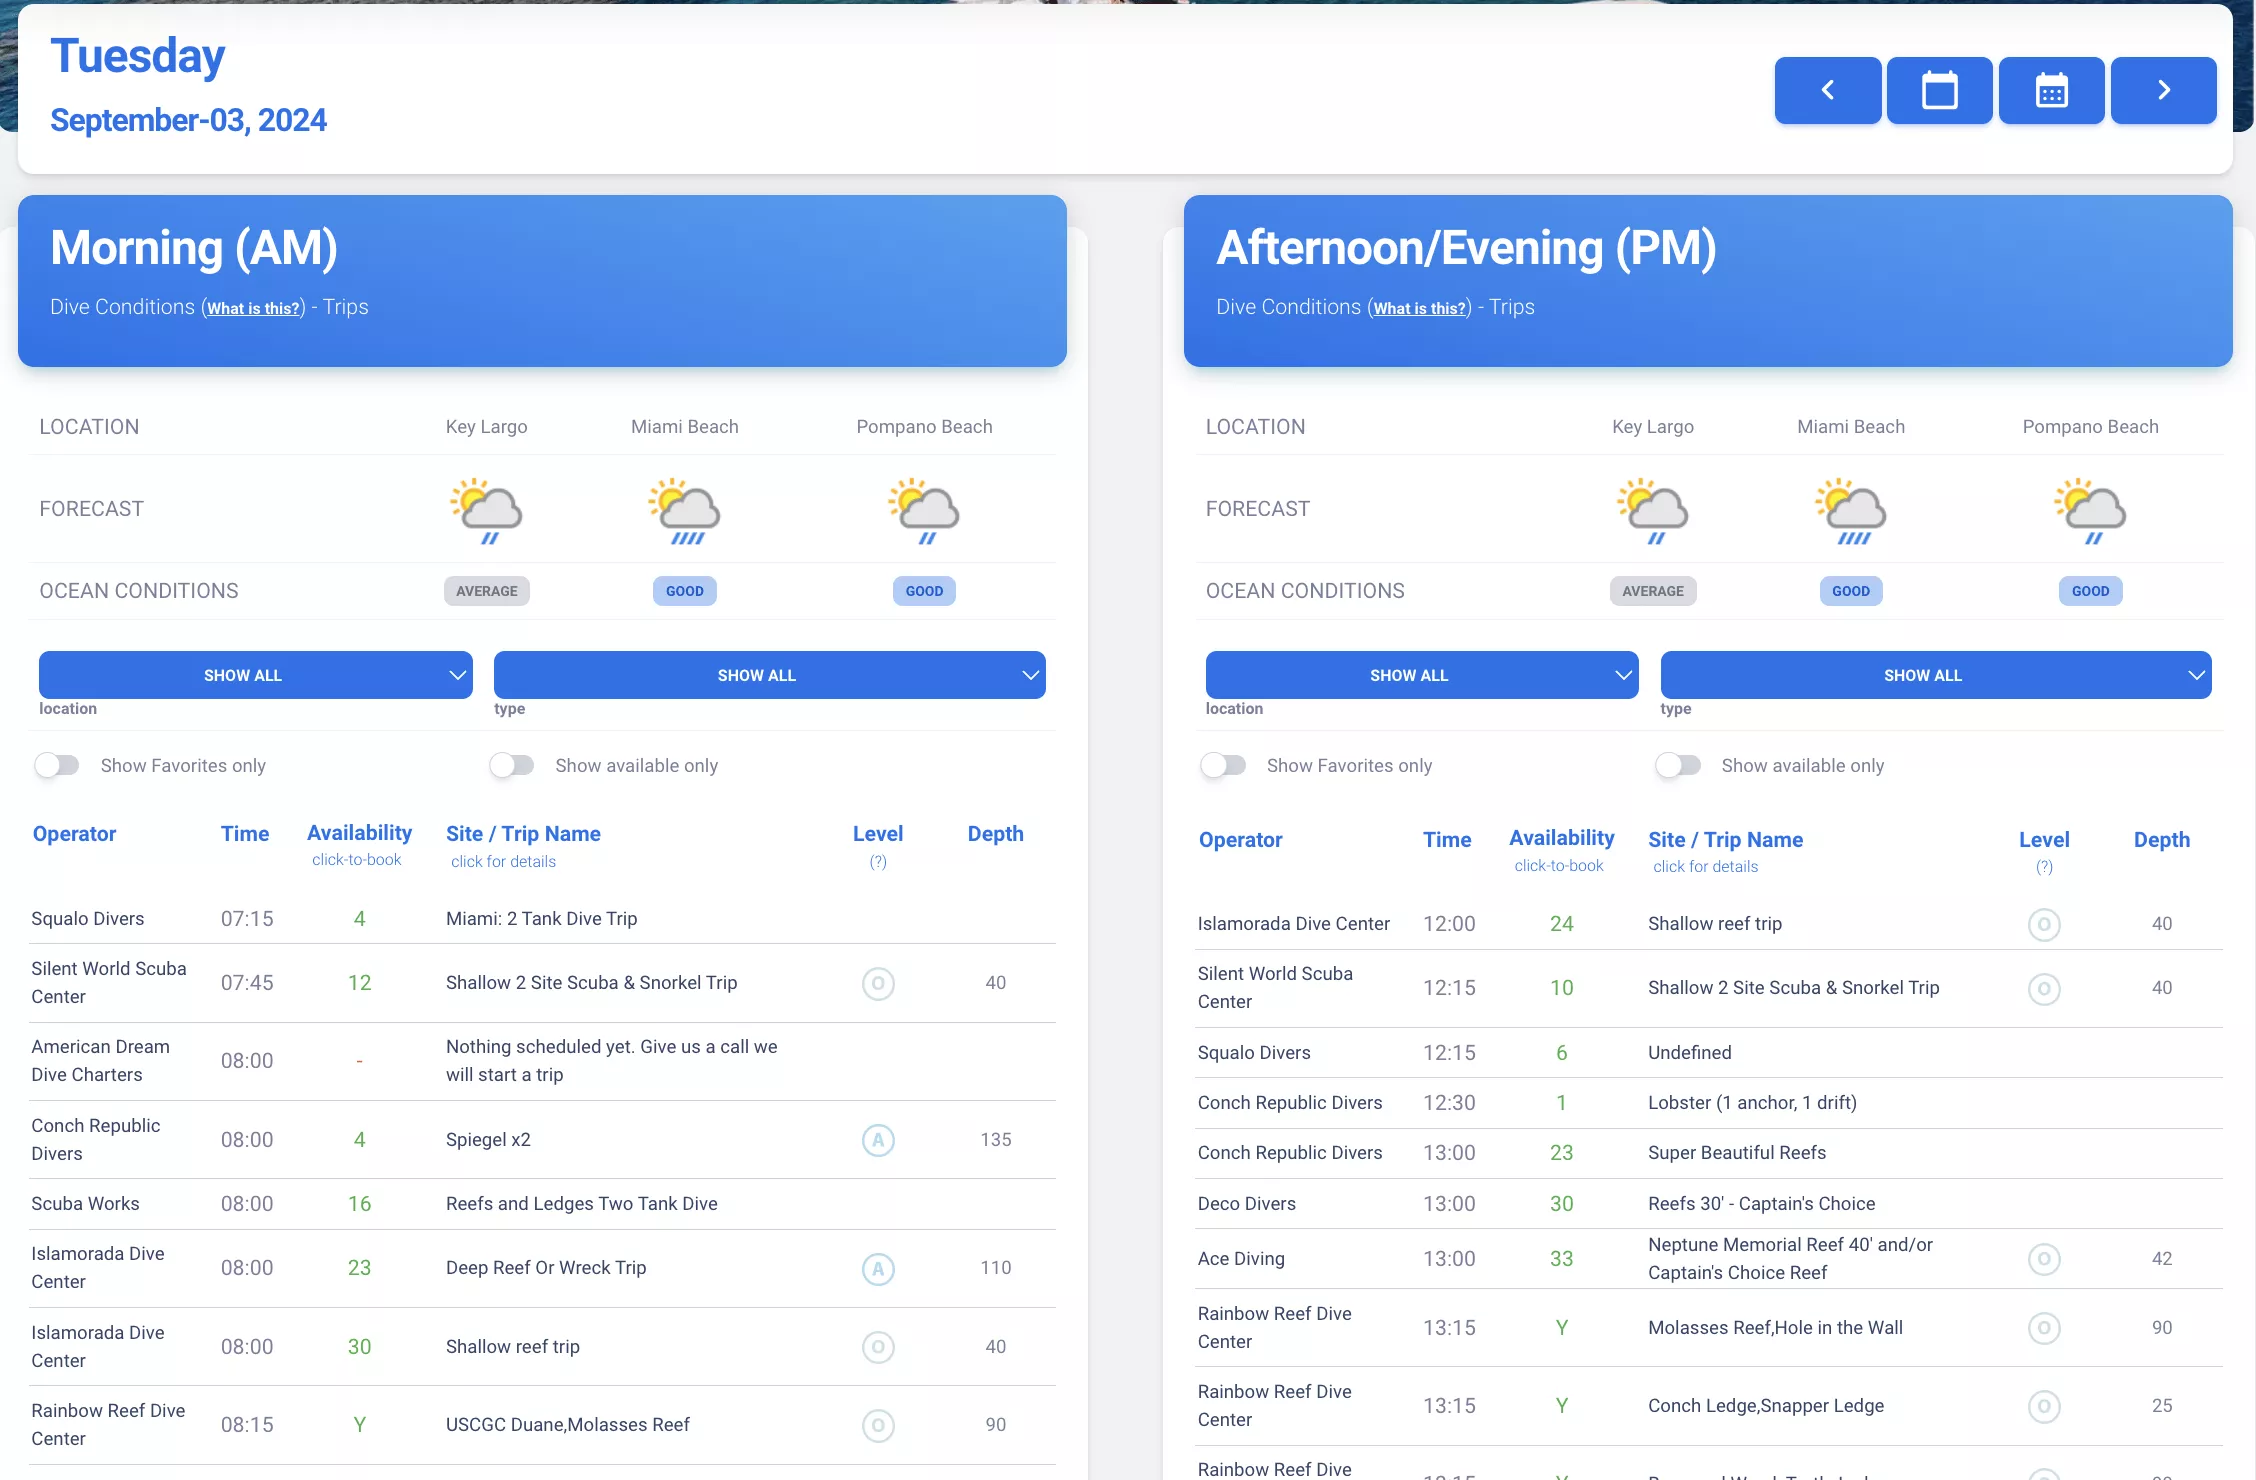 Tuesday
September-03, 2024
Morning (AM)
Dive Conditions (What is this?) - Trips
LOCATION Key Largo Miami Beach Pompano Beach
FORECAST
OCEAN CONDITIONS AVERAGE GOOD GOOD
SHOW ALL SHOW ALL
location type
Show Favorites only Show available only
Operator Time Availability Site / Trip Name Level Depth
click-to-book click for details (?)
Squalo Divers 07:15 4 Miami: 2 Tank Dive Trip
Silent World Scuba
Center 07:45 12 Shallow 2 Site Scuba & Snorkel Trip O 40
American Dream
Dive Charters 08:00 - Nothing scheduled yet. Give us a call we
will start a trip
Conch Republic
Divers 08:00 4 Spiegel x2 A 135
Scuba Works 08:00 16 Reefs and Ledges Two Tank Dive
Islamorada Dive
Center 08:00 23 Deep Reef Or Wreck Trip A 110
Islamorada Dive
Center 08:00 30 Shallow reef trip O 40
Rainbow Reef Dive
Center 08:15 Y USCGC Duane,Molasses Reef O 90
Afternoon/Evening (PM)
Dive Conditions (What is this?) - Trips
LOCATION Key Largo Miami Beach Pompano Beach
FORECAST
OCEAN CONDITIONS AVERAGE GOOD GOOD
SHOW ALL SHOW ALL
location type
Show Favorites only Show available only
Operator Time Availability Site / Trip Name Level Depth
click-to-book click for details (?)
Islamorada Dive Center 12:00 24 Shallow reef trip O 40
Silent World Scuba
Center 12:15 10 Shallow 2 Site Scuba & Snorkel Trip O 40
Squalo Divers 12:15 6 Undefined
Conch Republic Divers 12:30 1 Lobster (1 anchor, 1 drift)
Conch Republic Divers 13:00 23 Super Beautiful Reefs
Deco Divers 13:00 30 Reefs 30' - Captain's Choice
Ace Diving 13:00 33 Neptune Memorial Reef 40' and/or
Captain's Choice Reef O 42
Rainbow Reef Dive
Center 13:15 Y Molasses Reef,Hole in the Wall O 90
Rainbow Reef Dive
Center 13:15 Y Conch Ledge,Snapper Ledge O 25
Rainbow Reef Dive